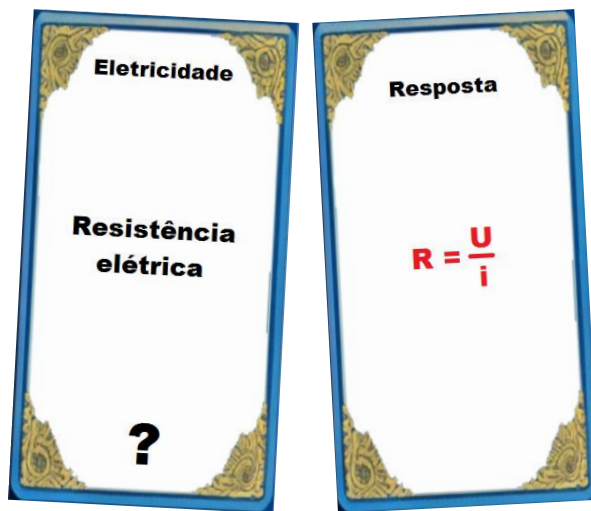 Eletricidade
Resistência
elétrica
?
Resposta
R = U/i